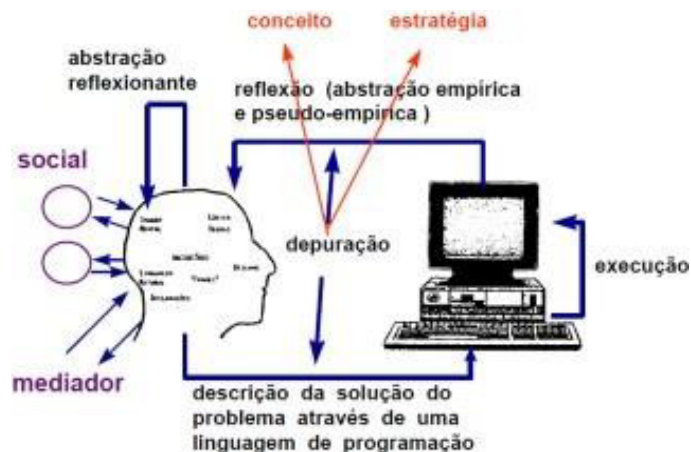 conceito
estratégia
abstração
reflexionante
reflexão (abstração empírica
e pseudo-empírica )
social
depuração
execução
mediador
descrição da solução do
problema através de uma
linguagem de programação